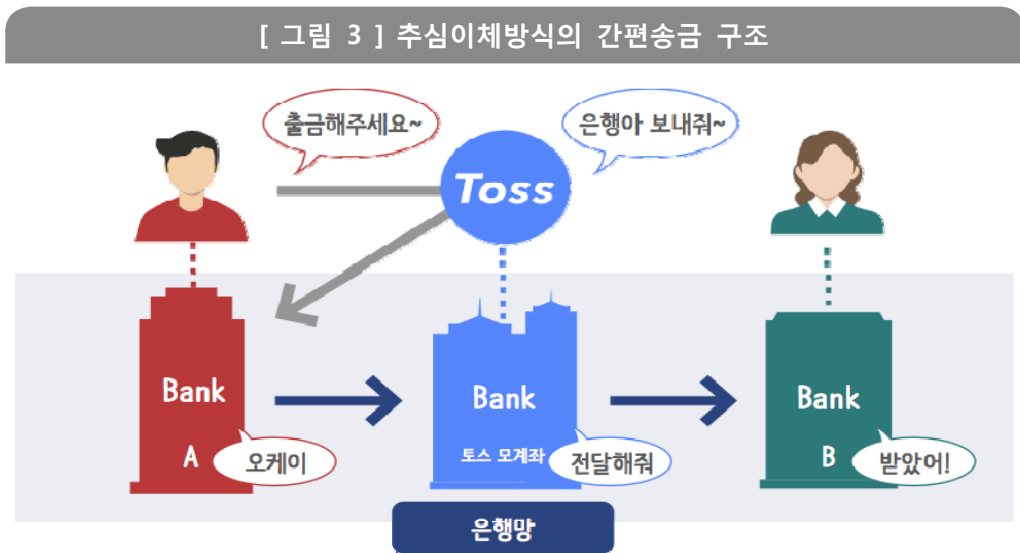 [ 그림 3 ] 추심이체방식의 간편송금 구조
출금해주세요~
은행아 보내줘~
Toss
Bank
A
오케이
Bank
토스 모계좌
전달해줘
Bank
B
받았어!
은행망